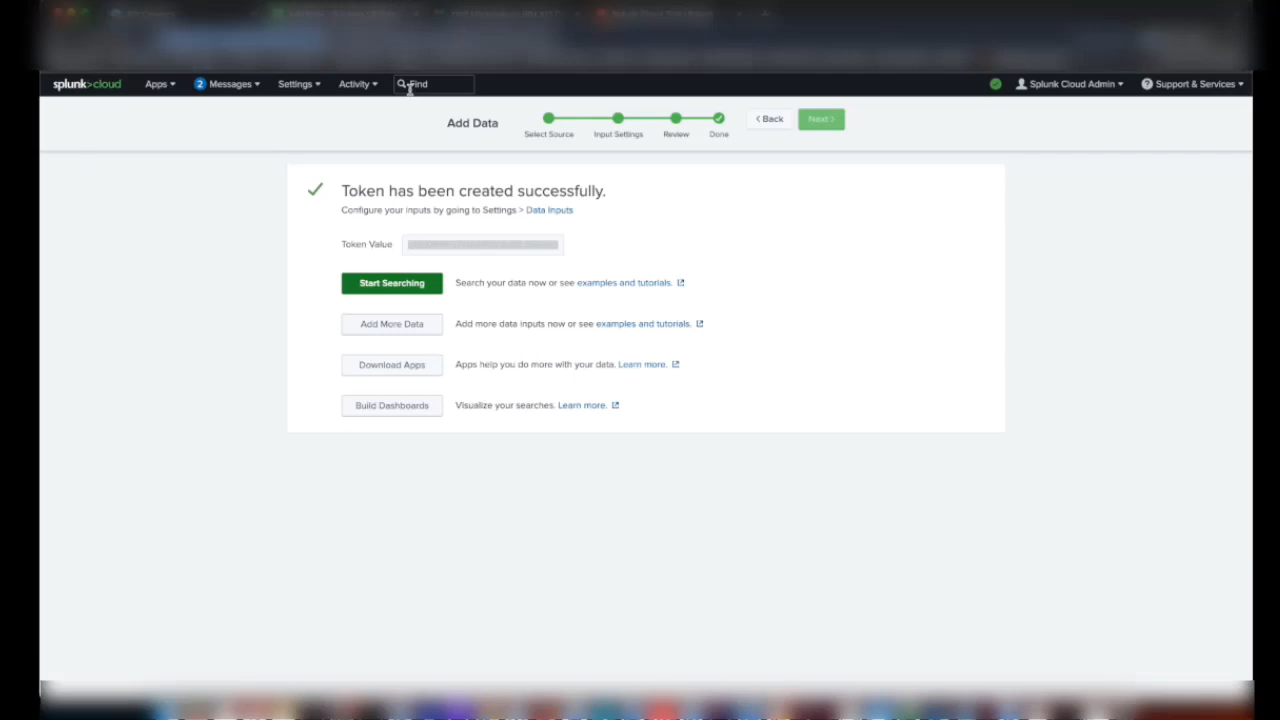 splunk>cloud Apps 2 Messages Settings Activity Find Splunk Cloud Admin Support & Services
Add Data
Select Source Input Settings Review Done
Back Next
Token has been created successfully.
Configure your inputs by going to Settings > Data Inputs
Token Value
Start Searching Search your data now or see examples and tutorials.
Add More Data Add more data inputs now or see examples and tutorials.
Download Apps Apps help you do more with your data. Learn more.
Build Dashboards Visualize your searches. Learn more.